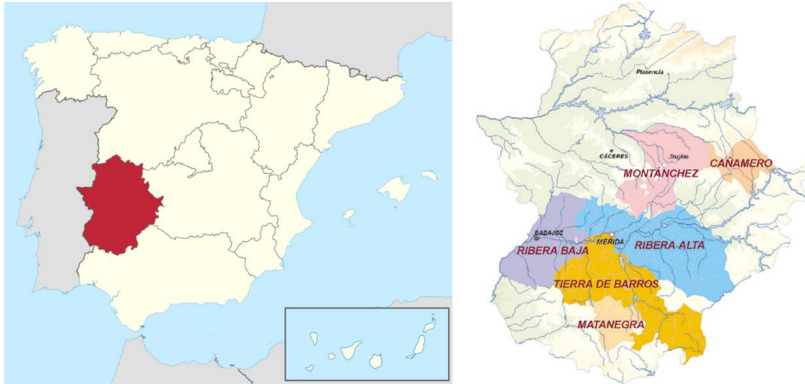 Plasencia
CÁCERES
Trujillo
CAÑAMERO
MONTÁNCHEZ
BADAJOZ
MÉRIDA
RIBERA BAJA
RIBERA ALTA
TIERRA DE BARROS
MATANEGRA